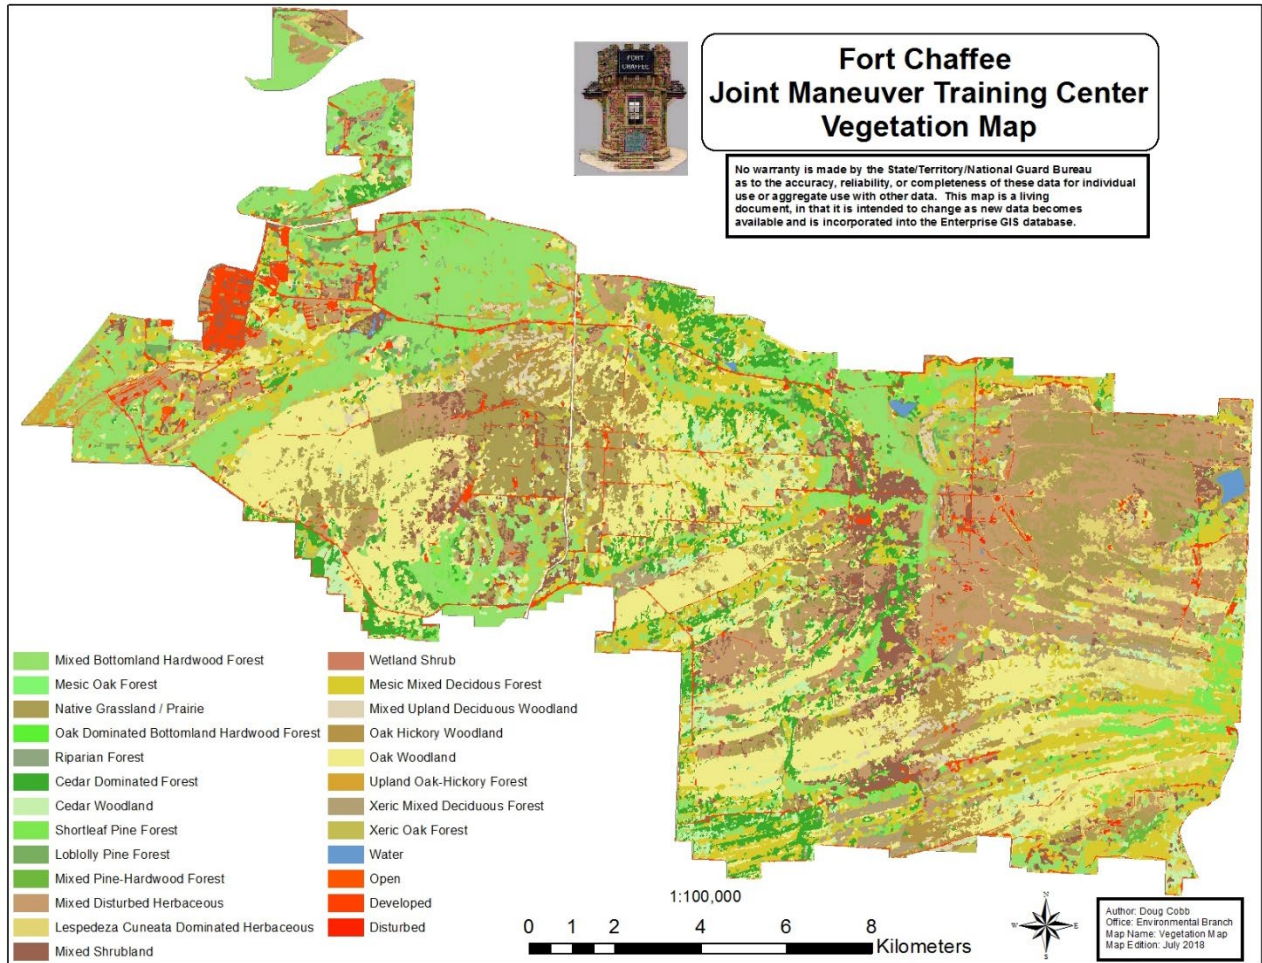 FORT
CHAFFEE
Fort Chaffee
Joint Maneuver Training Center
Vegetation Map
No warranty is made by the State/Territory/National Guard Bureau
as to the accuracy, reliability, or completeness of these data for individual
use or aggregate use with other data. This map is a living
document, in that it is intended to change as new data becomes
available and is incorporated into the Enterprise GIS database.
Mixed Bottomland Hardwood Forest
Mesic Oak Forest
Native Grassland / Prairie
Oak Dominated Bottomland Hardwood Forest
Riparian Forest
Cedar Dominated Forest
Cedar Woodland
Shortleaf Pine Forest
Loblolly Pine Forest
Mixed Pine-Hardwood Forest
Mixed Disturbed Herbaceous
Lespedeza Cuneata Dominated Herbaceous
Mixed Shrubland
Wetland Shrub
Mesic Mixed Decidous Forest
Mixed Upland Deciduous Woodland
Oak Hickory Woodland
Oak Woodland
Upland Oak-Hickory Forest
Xeric Mixed Deciduous Forest
Xeric Oak Forest
Water
Open
Developed
Disturbed
1:100,000
0 1 2 4 6 8
Kilometers
N
W E
S
Author: Doug Cobb
Office: Environmental Branch
Map Name: Vegetation Map
Map Edition: July 2018